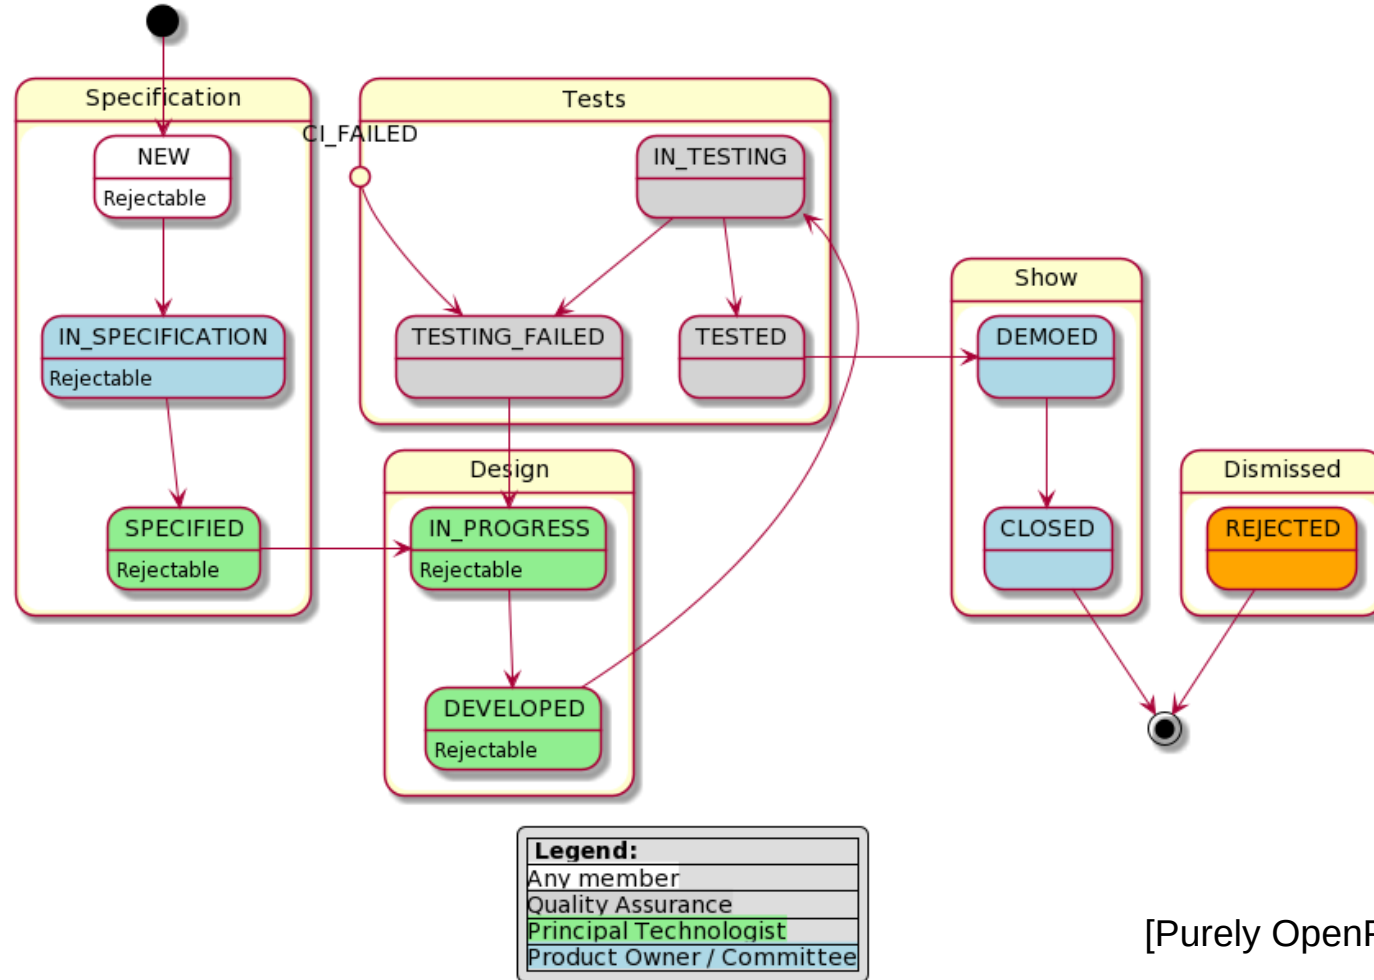 Specification
NEW
Rejectable
IN_SPECIFICATION
Rejectable
SPECIFIED
Rejectable
Tests
CI_FAILED
IN_TESTING
TESTING_FAILED
TESTED
Design
IN_PROGRESS
Rejectable
DEVELOPED
Rejectable
Show
DEMOED
CLOSED
Dismissed
REJECTED
Legend:
Any member
Quality Assurance
Principal Technologist
Product Owner / Committee
[Purely